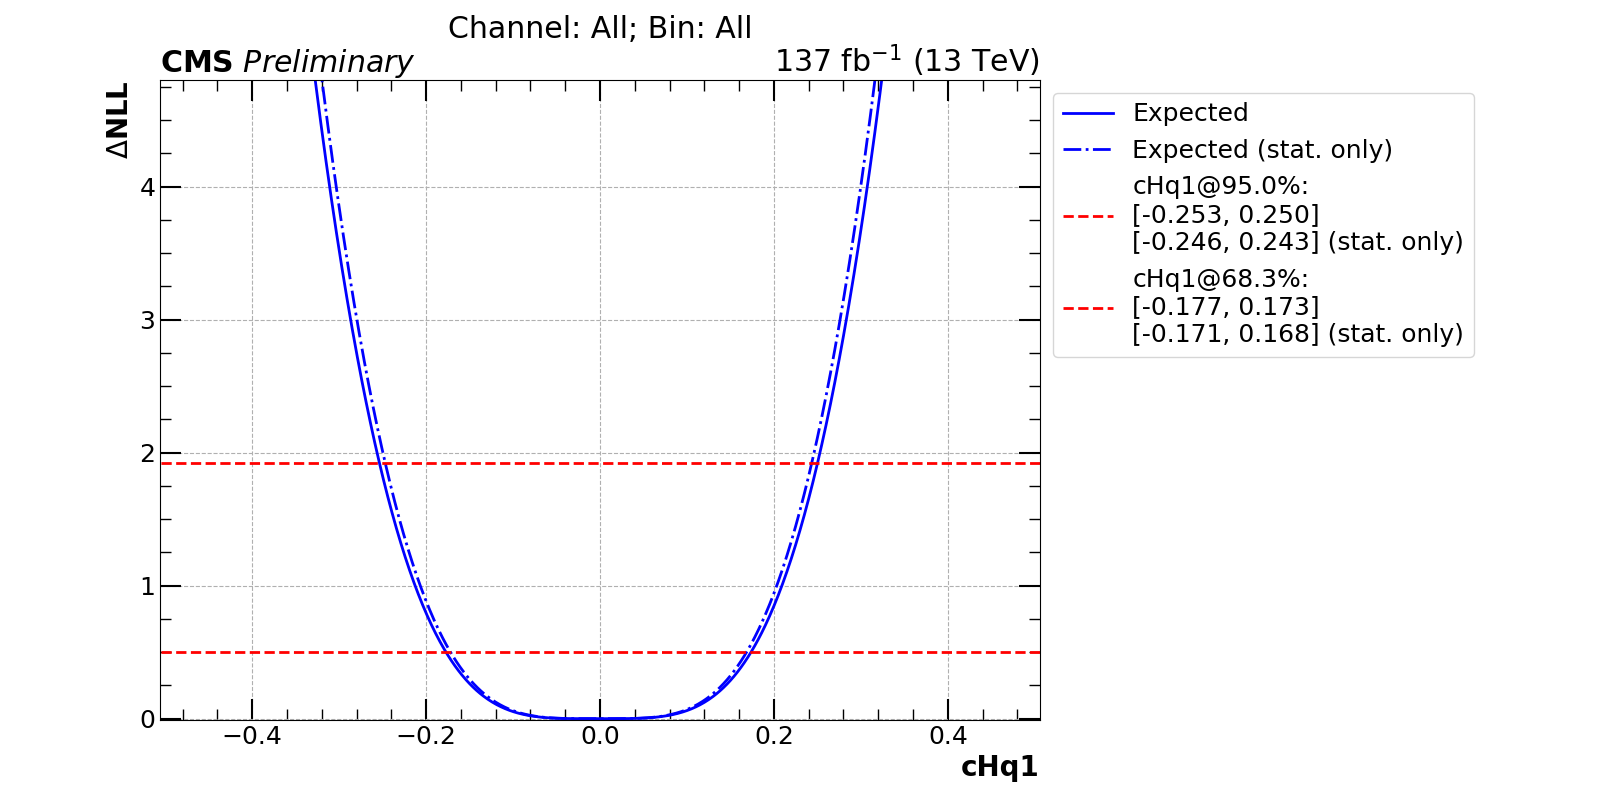 Channel: All; Bin: All
CMS Preliminary
137 fb⁻¹ (13 TeV)
ΔNLL
4
3
2
1
0
−0.4
−0.2
0.0
0.2
0.4
cHq1
Expected
Expected (stat. only)
cHq1@95.0%:
[-0.253, 0.250]
[-0.246, 0.243] (stat. only)
cHq1@68.3%:
[-0.177, 0.173]
[-0.171, 0.168] (stat. only)